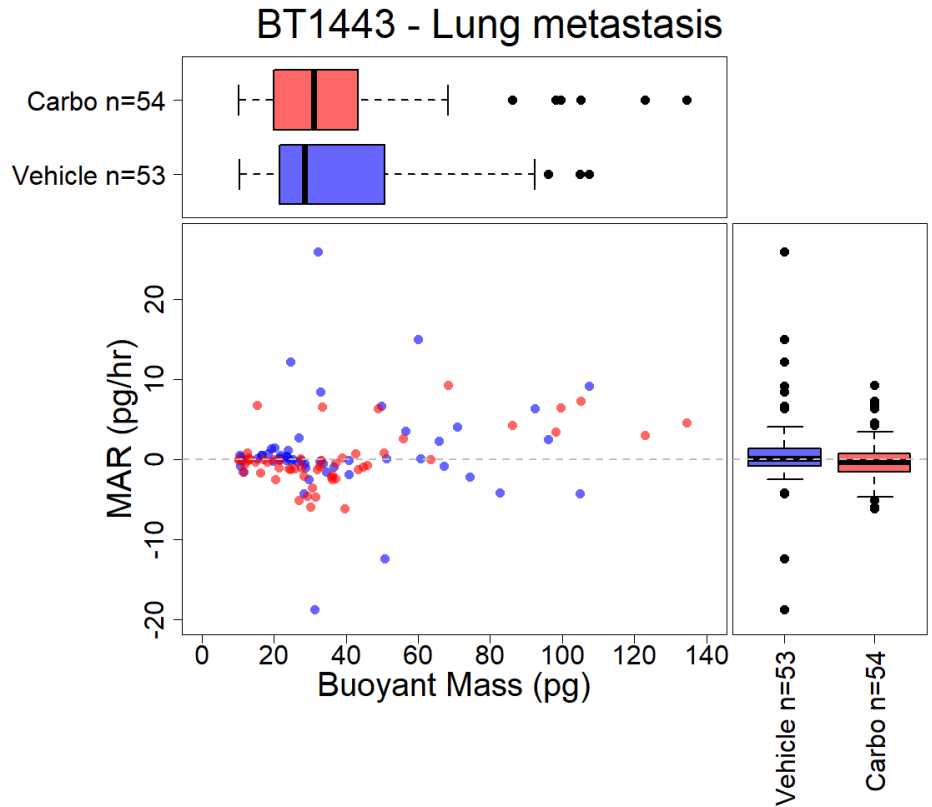 BT1443 - Lung metastasis
Carbo n=54
Vehicle n=53
MAR (pg/hr)
20
10
0
-10
-20
0 20 40 60 80 100 120 140
Buoyant Mass (pg)
Vehicle n=53
Carbo n=54